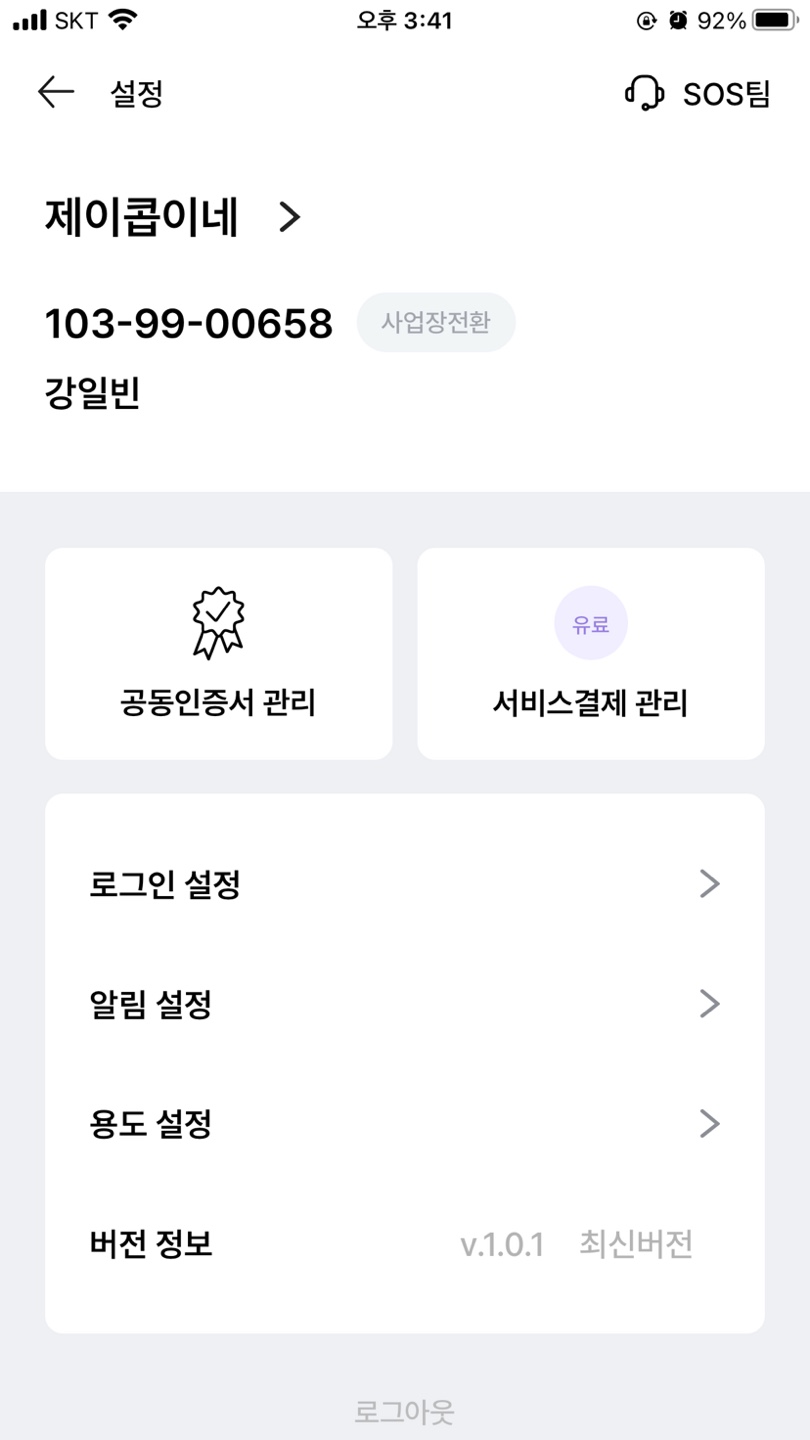 SKT 오후 3:41 92%
설정 SOS팀
제이콥이네
103-99-00658 사업장전환
강일빈
유료
공동인증서 관리 서비스결제 관리
로그인 설정
알림 설정
용도 설정
버전 정보 v.1.0.1 최신버전
로그아웃